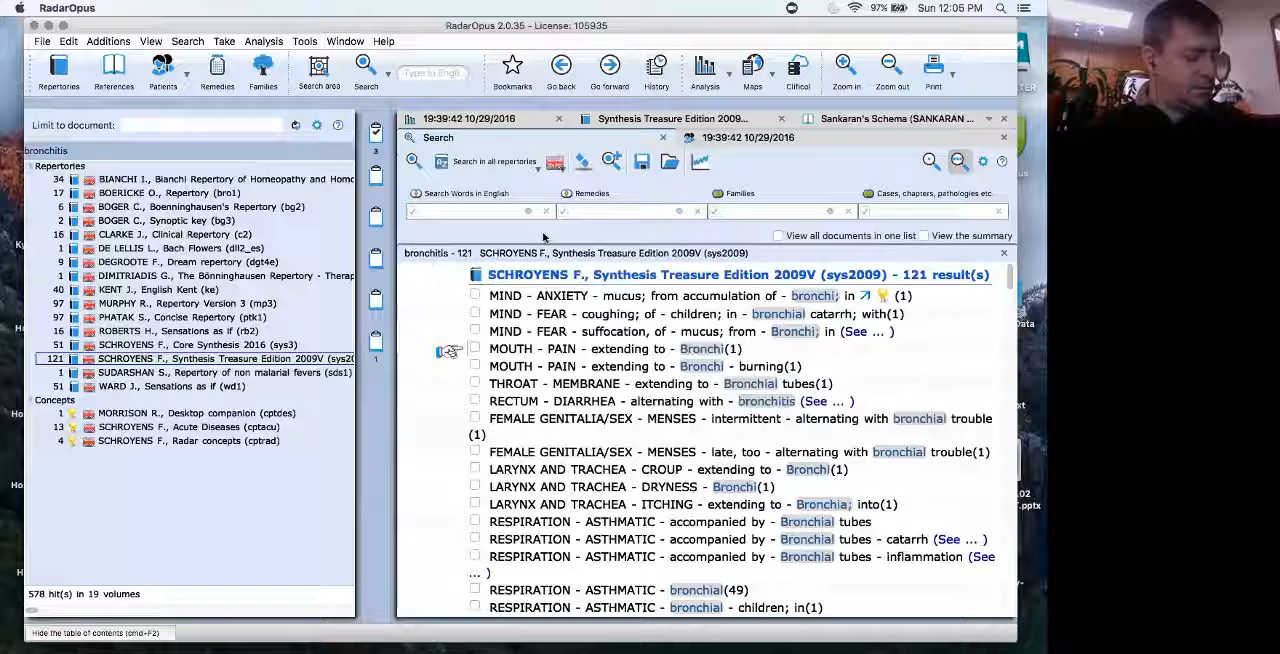 RadarOpus
97%
Sun 12:05 PM
RadarOpus 2.0.35 - License: 105935
File Edit Additions View Search Take Analysis Tools Window Help
Repertories References Patients Remedies Families Search area Search Type to Engli Bookmarks Go back Go forward History Analysis Maps Clificol Zoom in Zoom out Print
Limit to document:
19:39:42 10/29/2016
Synthesis Treasure Edition 2009...
Sankaran's Schema (SANKARAN ...
Search
19:39:42 10/29/2016
Search in all repertories
Search Words in English
Remedies
Families
Cases, chapters, pathologies etc.
View all documents in one list
View the summary
bronchitis
Repertories
34 BIANCHI I., Bianchi Repertory of Homeopathy and Homo
17 BOERICKE O., Repertory (bro1)
6 BOGER C., Boenninghausen's Repertory (bg2)
2 BOGER C., Synoptic key (bg3)
16 CLARKE J., Clinical Repertory (c2)
1 DE LELLIS L., Bach Flowers (dll2_es)
9 DEGROOTE F., Dream repertory (dgt4e)
1 DIMITRIADIS G., The Bönninghausen Repertory - Therap
40 KENT J., English Kent (ke)
97 MURPHY R., Repertory Version 3 (mp3)
97 PHATAK S., Concise Repertory (ptk1)
16 ROBERTS H., Sensations as if (rb2)
51 SCHROYENS F., Core Synthesis 2016 (sys3)
121 SCHROYENS F., Synthesis Treasure Edition 2009V (sys20
1 SUDARSHAN S., Repertory of non malarial fevers (sds1)
51 WARD J., Sensations as if (wd1)
Concepts
1 MORRISON R., Desktop companion (cptdes)
13 SCHROYENS F., Acute Diseases (cptacu)
4 SCHROYENS F., Radar concepts (cptrad)
578 hit(s) in 19 volumes
Hide the table of contents (cmd+F2)
3
1
bronchitis - 121 SCHROYENS F., Synthesis Treasure Edition 2009V (sys2009)
SCHROYENS F., Synthesis Treasure Edition 2009V (sys2009) - 121 result(s)
MIND - ANXIETY - mucus; from accumulation of - bronchi; in (1)
MIND - FEAR - coughing; of - children; in - bronchial catarrh; with(1)
MIND - FEAR - suffocation, of - mucus; from - Bronchi; in (See ... )
MOUTH - PAIN - extending to - Bronchi(1)
MOUTH - PAIN - extending to - Bronchi - burning(1)
THROAT - MEMBRANE - extending to - Bronchial tubes(1)
RECTUM - DIARRHEA - alternating with - bronchitis (See ... )
FEMALE GENITALIA/SEX - MENSES - intermittent - alternating with bronchial trouble
(1)
FEMALE GENITALIA/SEX - MENSES - late, too - alternating with bronchial trouble(1)
LARYNX AND TRACHEA - CROUP - extending to - Bronchi(1)
LARYNX AND TRACHEA - DRYNESS - Bronchi(1)
LARYNX AND TRACHEA - ITCHING - extending to - Bronchia; into(1)
RESPIRATION - ASTHMATIC - accompanied by - Bronchial tubes
RESPIRATION - ASTHMATIC - accompanied by - Bronchial tubes - catarrh (See ... )
RESPIRATION - ASTHMATIC - accompanied by - Bronchial tubes - inflammation (See
... )
RESPIRATION - ASTHMATIC - bronchial(49)
RESPIRATION - ASTHMATIC - bronchial - children; in(1)
ETER
Data
xt
.02
.pptx